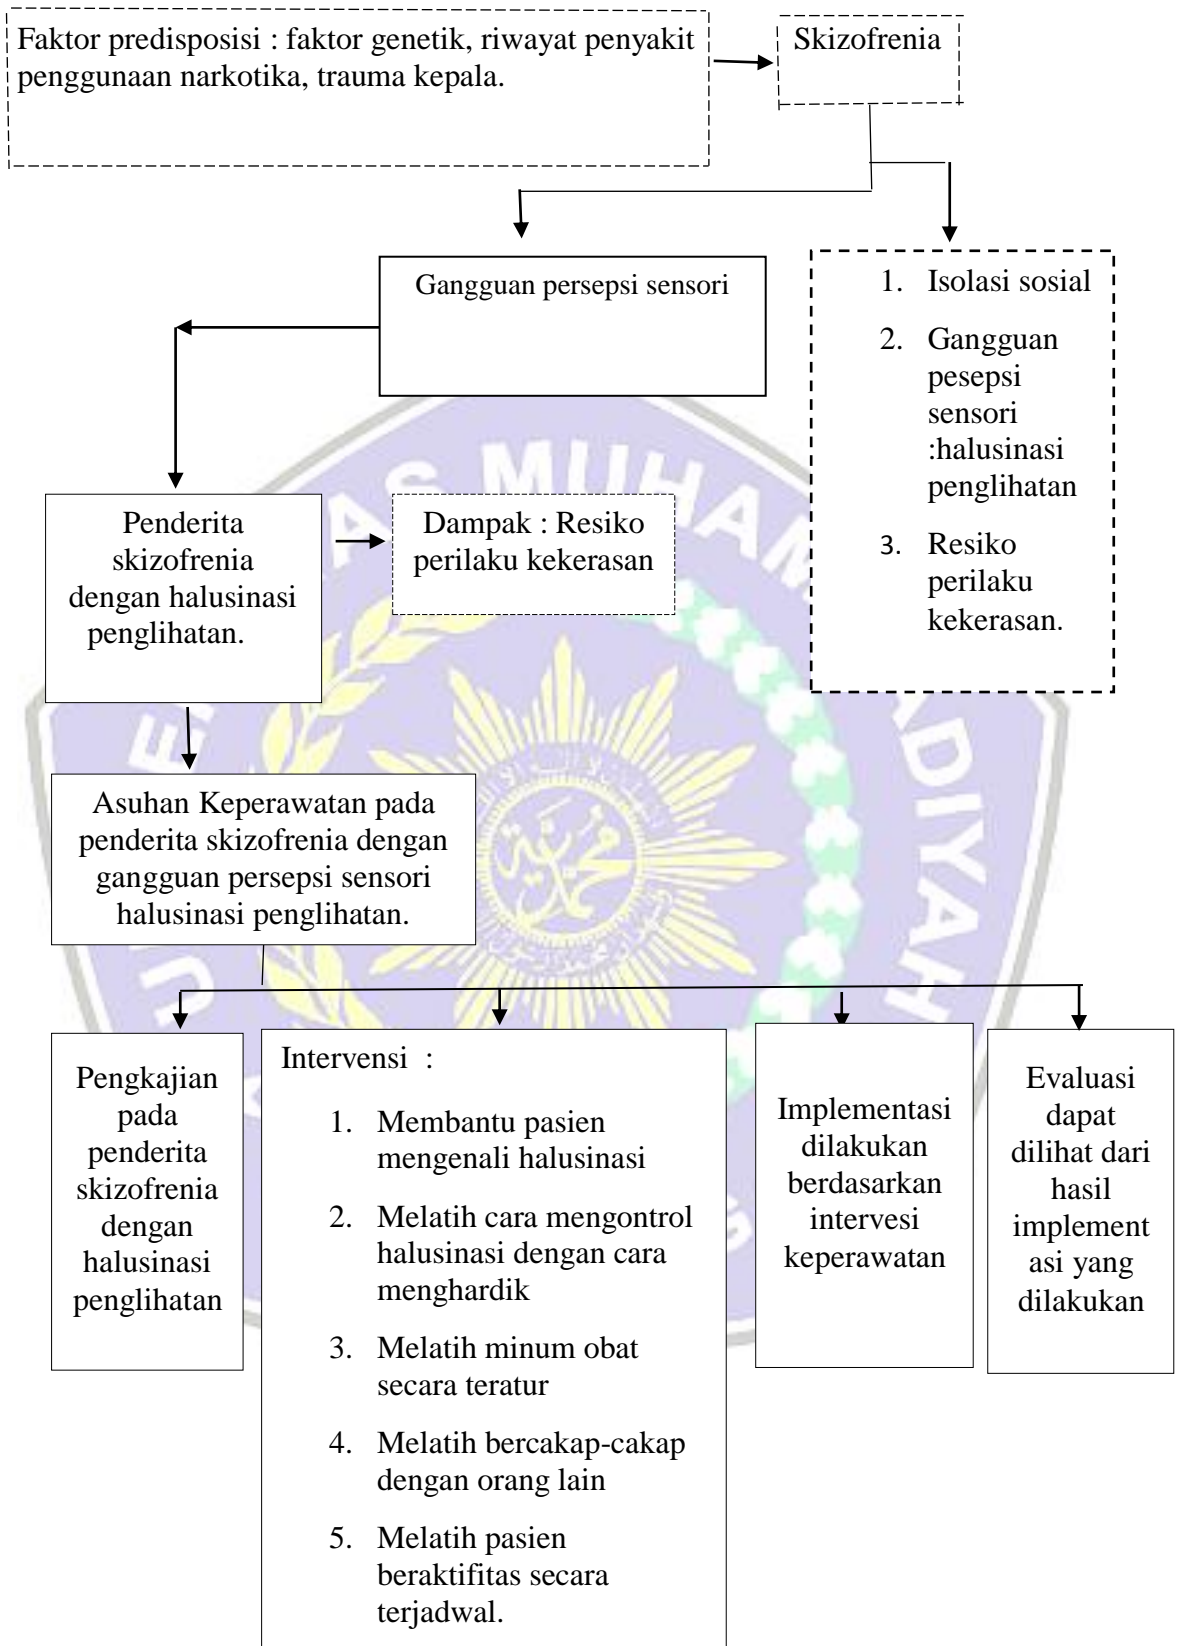 Faktor predisposisi : faktor genetik, riwayat penyakit
penggunaan narkotika, trauma kepala.
Skizofrenia
Gangguan persepsi sensori
1. Isolasi sosial
2. Gangguan
pesepsi
sensori
:halusinasi
penglihatan
3. Resiko
perilaku
kekerasan.
Penderita
skizofrenia
dengan halusinasi
penglihatan.
Dampak : Resiko
perilaku kekerasan
Asuhan Keperawatan pada
penderita skizofrenia dengan
gangguan persepsi sensori
halusinasi penglihatan.
Pengkajian
pada
penderita
skizofrenia
dengan
halusinasi
penglihatan
Intervensi :
1. Membantu pasien
mengenali halusinasi
2. Melatih cara mengontrol
halusinasi dengan cara
menghardik
3. Melatih minum obat
secara teratur
4. Melatih bercakap-cakap
dengan orang lain
5. Melatih pasien
beraktifitas secara
terjadwal.
Implementasi
dilakukan
berdasarkan
intervesi
keperawatan
Evaluasi
dapat
dilihat dari
hasil
implement
asi yang
dilakukan